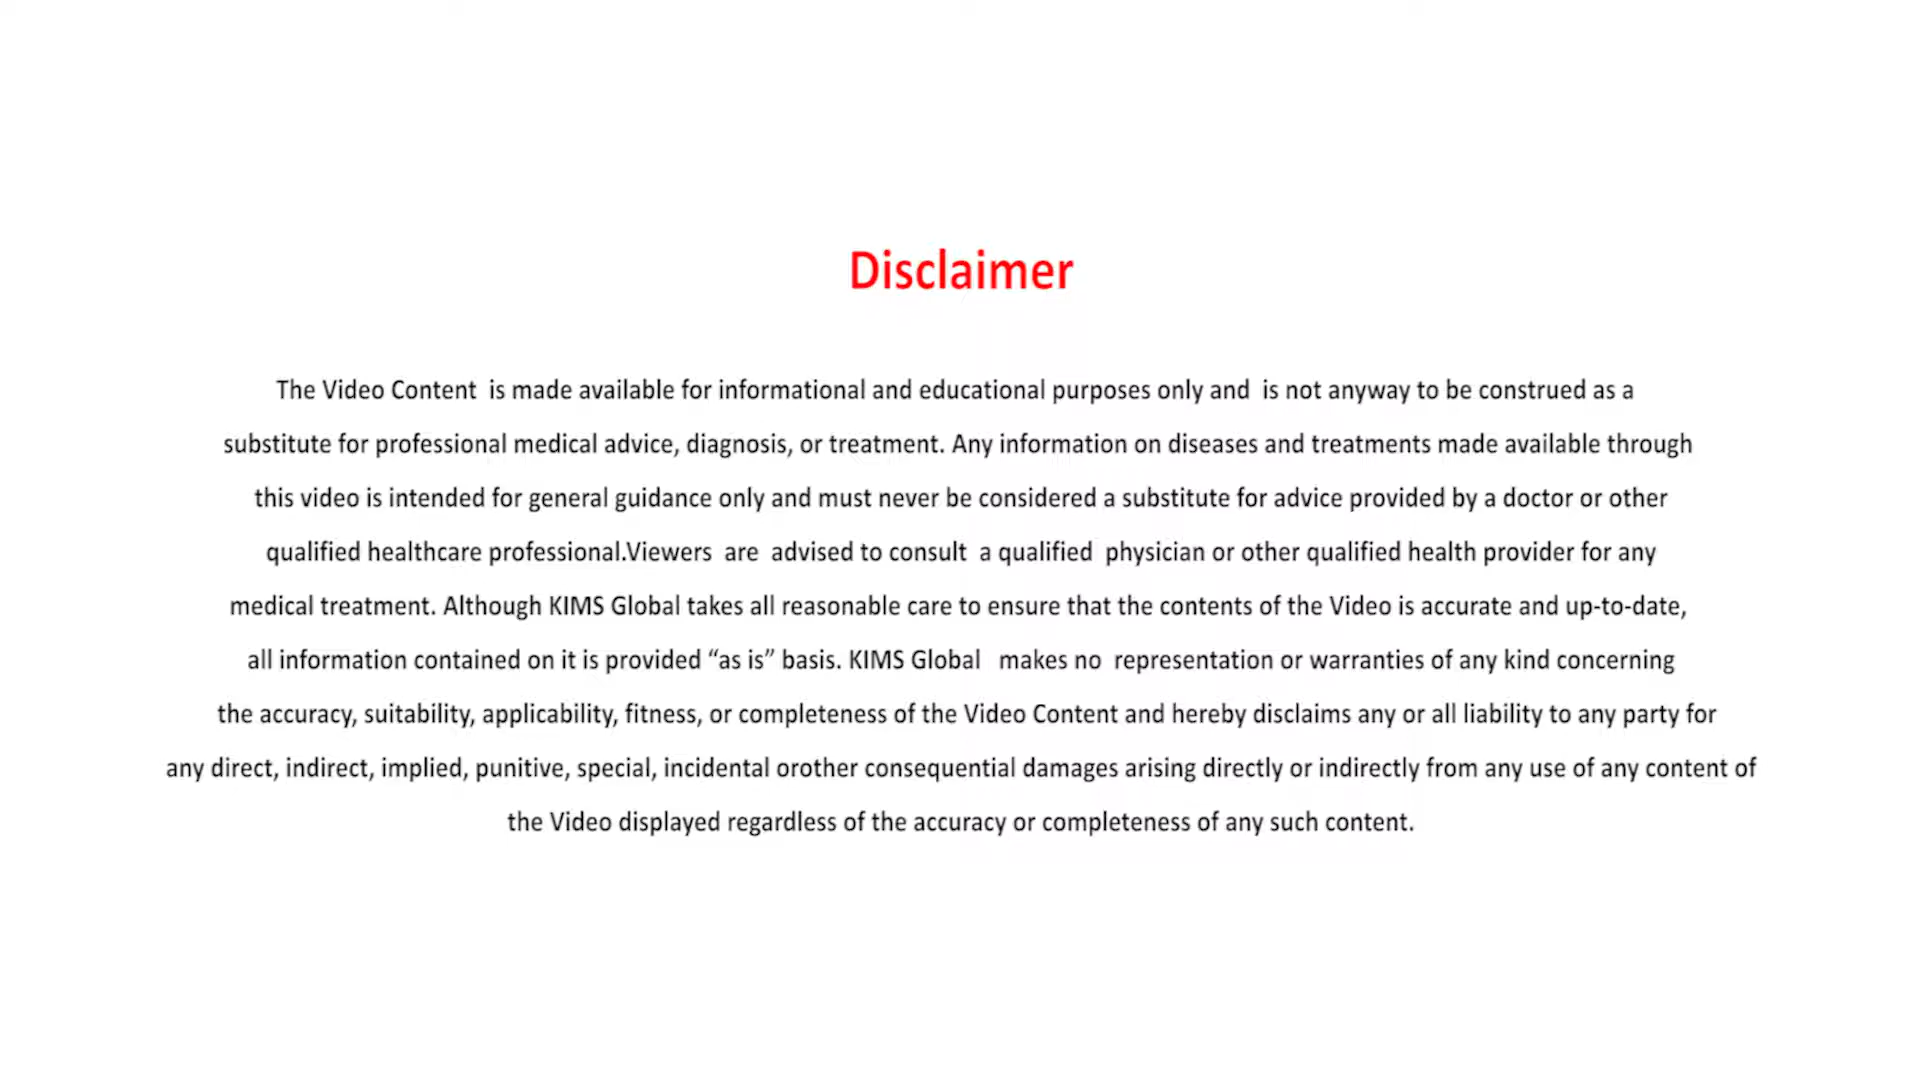 Disclaimer
The Video Content is made available for informational and educational purposes only and is not anyway to be construed as a
substitute for professional medical advice, diagnosis, or treatment. Any information on diseases and treatments made available through
this video is intended for general guidance only and must never be considered a substitute for advice provided by a doctor or other
qualified healthcare professional.Viewers are advised to consult a qualified physician or other qualified health provider for any
medical treatment. Although KIMS Global takes all reasonable care to ensure that the contents of the Video is accurate and up-to-date,
all information contained on it is provided “as is” basis. KIMS Global makes no representation or warranties of any kind concerning
the accuracy, suitability, applicability, fitness, or completeness of the Video Content and hereby disclaims any or all liability to any party for
any direct, indirect, implied, punitive, special, incidental orother consequential damages arising directly or indirectly from any use of any content of
the Video displayed regardless of the accuracy or completeness of any such content.